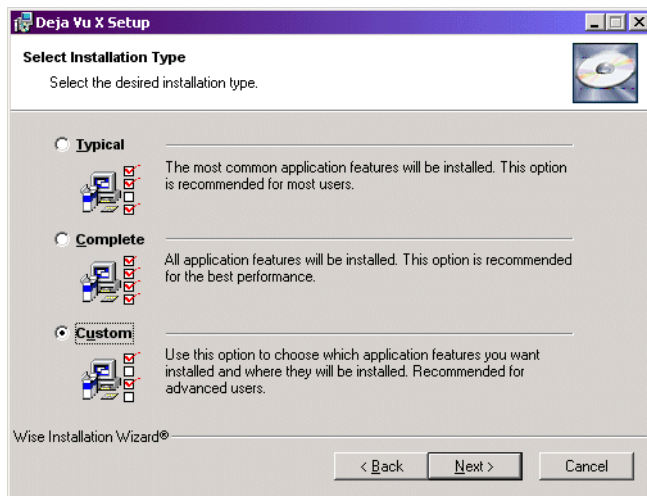 Deja Vu X Setup
Select Installation Type
Select the desired installation type.
Typical
The most common application features will be installed. This option
is recommended for most users.
Complete
All application features will be installed. This option is recommended
for the best performance.
Custom
Use this option to choose which application features you want
installed and where they will be installed. Recommended for
advanced users.
Wise Installation Wizard®
< Back
Next >
Cancel